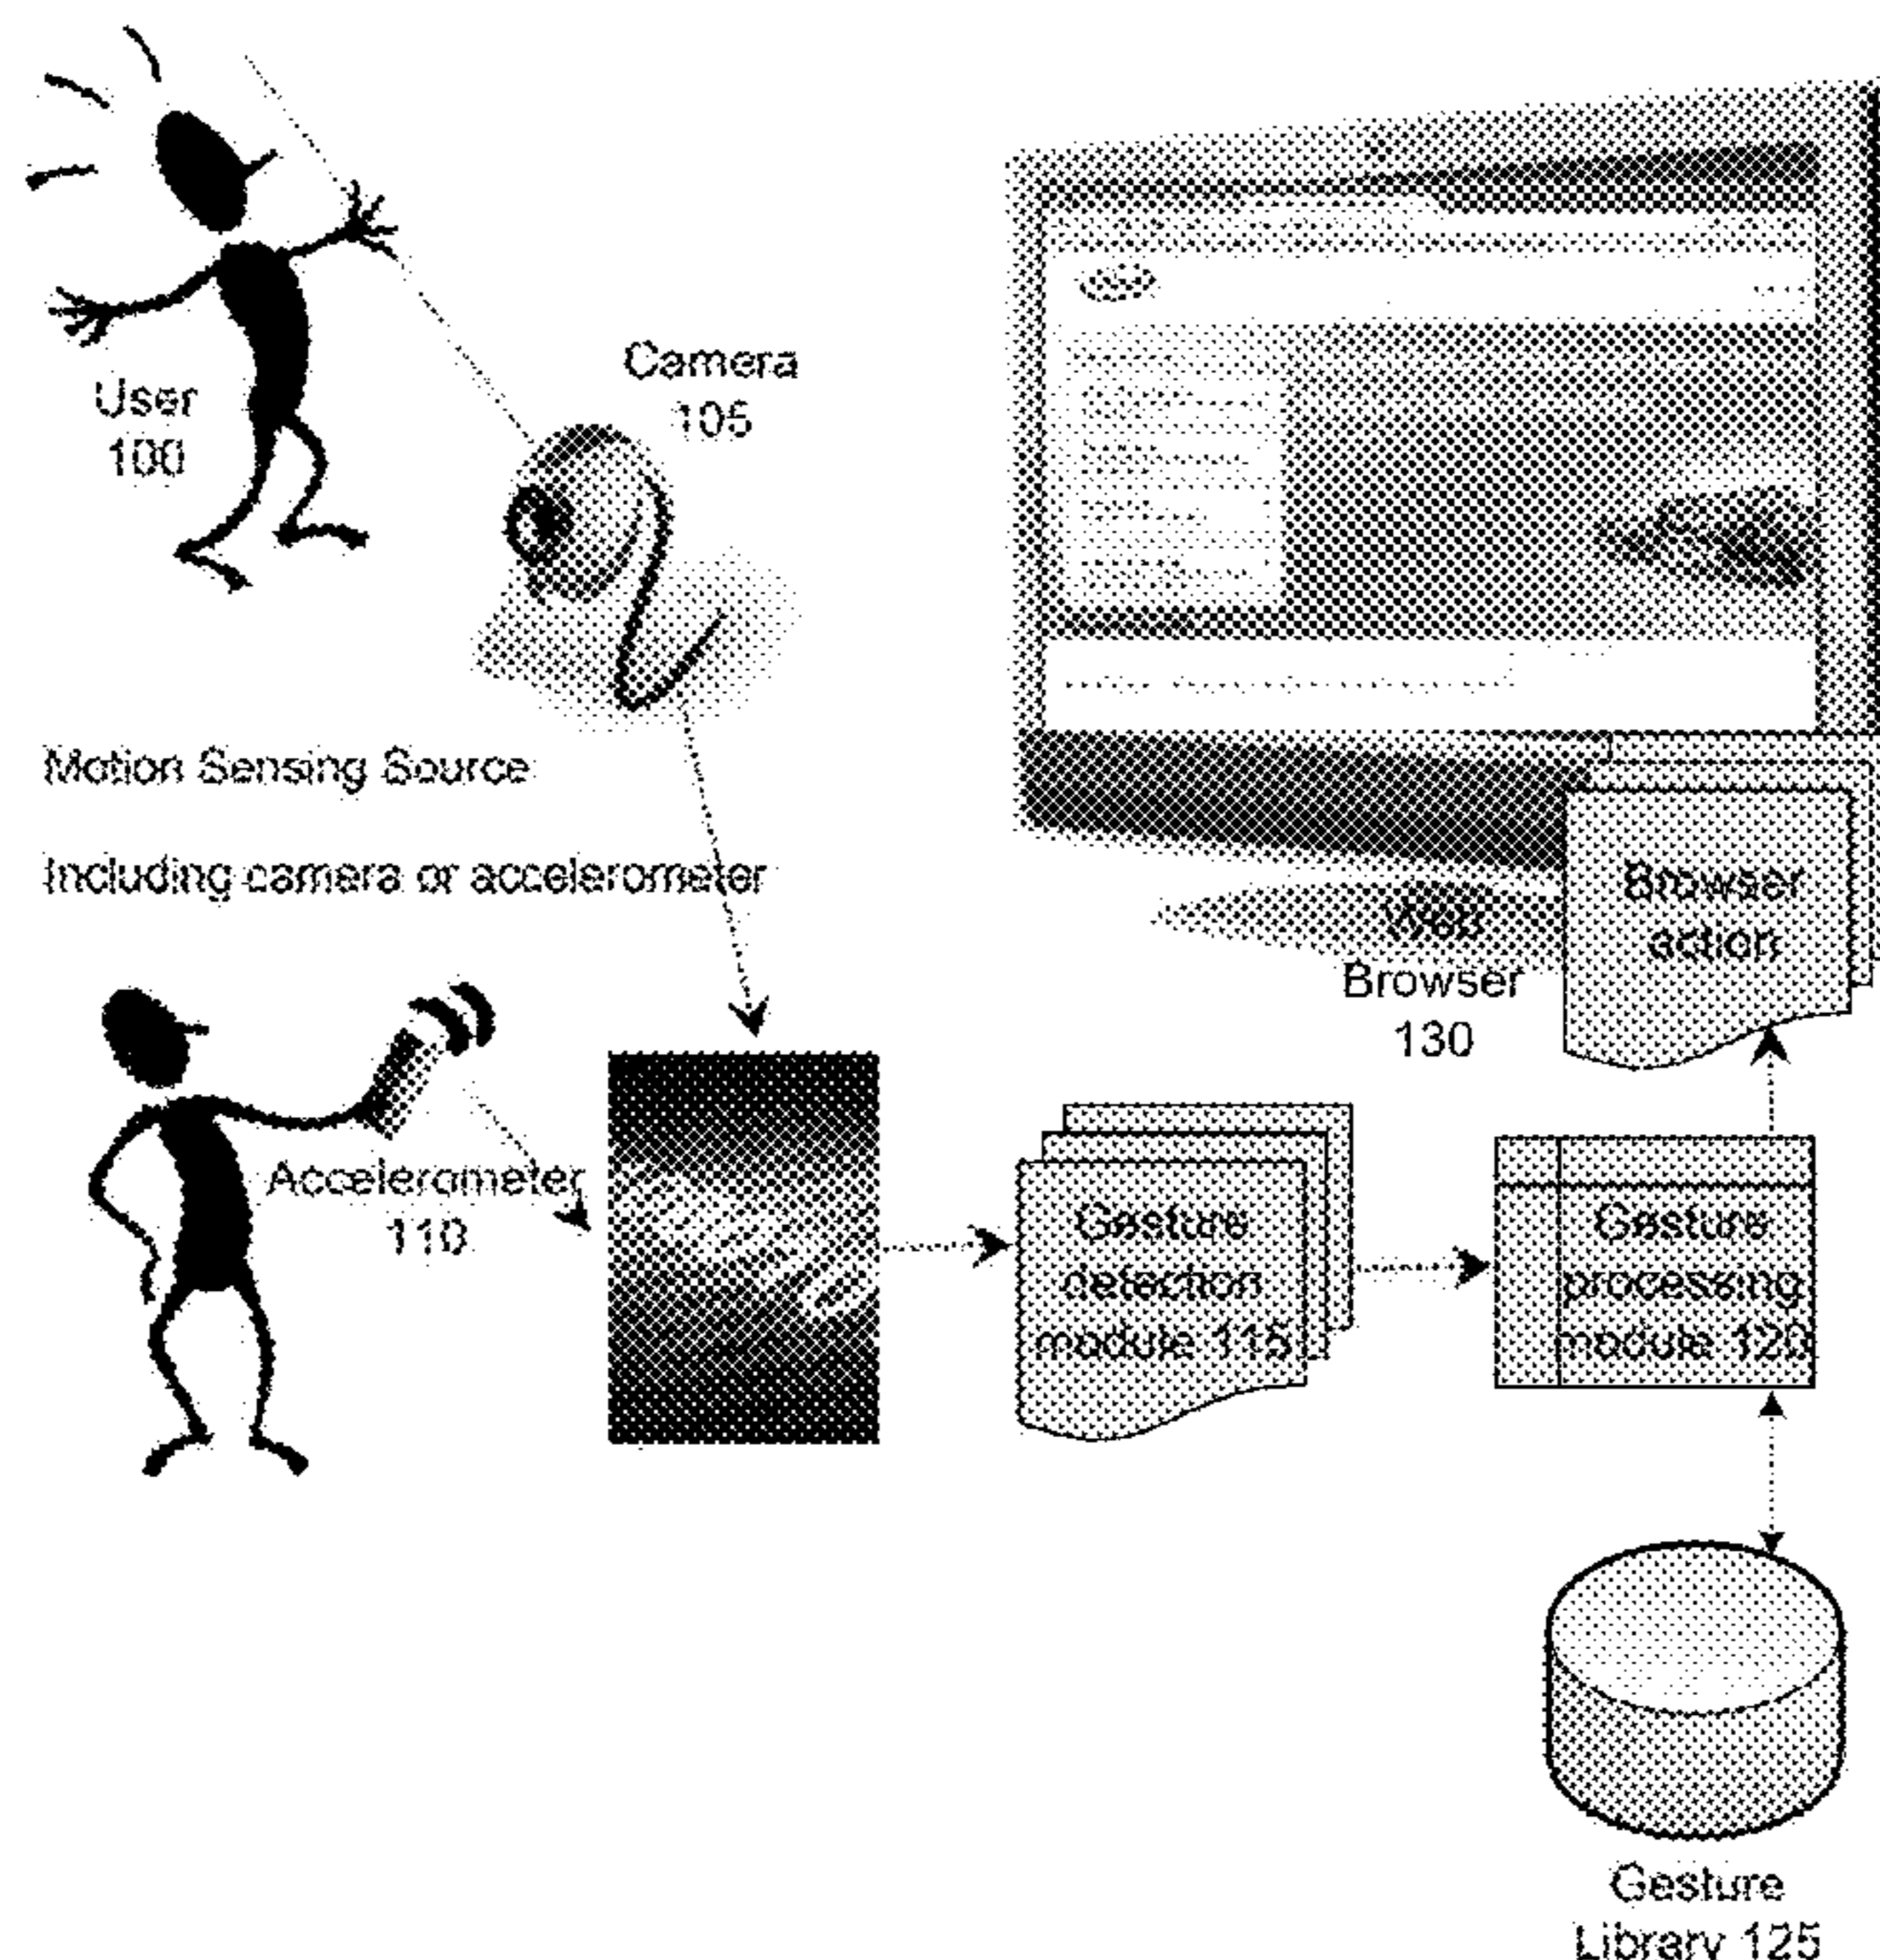 User
100
Camera
105
Motion Sensing Source
Including camera or accelerometer
Accelerometer
110
Web
Browser
130
Browser
action
Gesture
detection
module 115
Gesture
processing
module 120
Gesture
Library 125